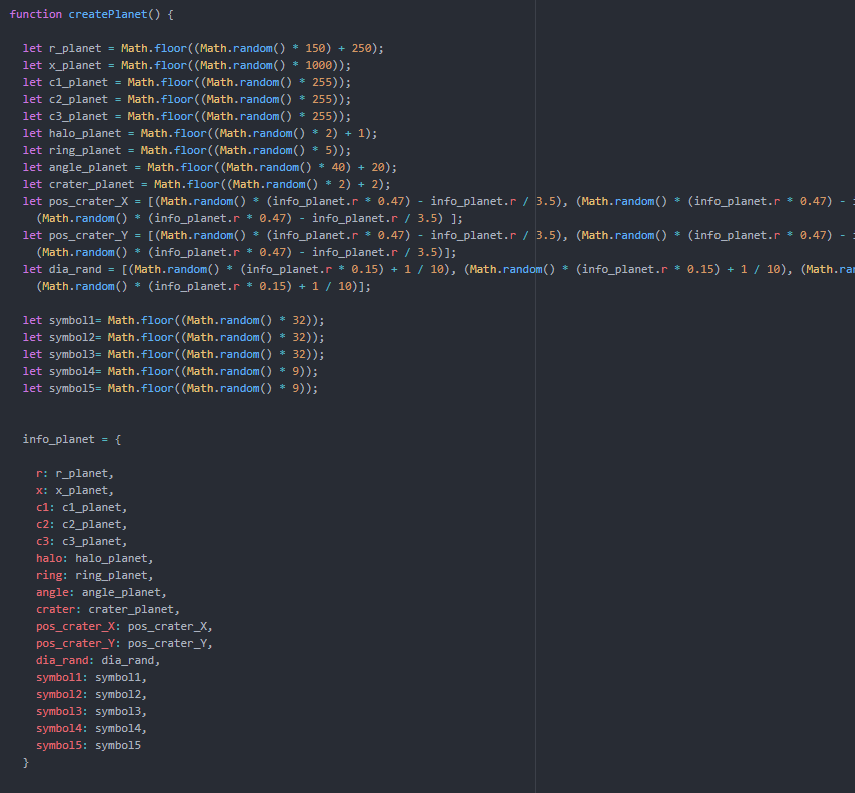 function createPlanet() {
let r_planet = Math.floor((Math.random() * 150) + 250);
let x_planet = Math.floor((Math.random() * 1000));
let c1_planet = Math.floor((Math.random() * 255));
let c2_planet = Math.floor((Math.random() * 255));
let c3_planet = Math.floor((Math.random() * 255));
let halo_planet = Math.floor((Math.random() * 2) + 1);
let ring_planet = Math.floor((Math.random() * 5));
let angle_planet = Math.floor((Math.random() * 40) + 20);
let crater_planet = Math.floor((Math.random() * 2) + 2);
let pos_crater_X = [(Math.random() * (info_planet.r * 0.47) - info_planet.r / 3.5), (Math.random() * (info_planet.r * 0.47) -
(Math.random() * (info_planet.r * 0.47) - info_planet.r / 3.5) ];
let pos_crater_Y = [(Math.random() * (info_planet.r * 0.47) - info_planet.r / 3.5), (Math.random() * (info_planet.r * 0.47) -
(Math.random() * (info_planet.r * 0.47) - info_planet.r / 3.5)];
let dia_rand = [(Math.random() * (info_planet.r * 0.15) + 1 / 10), (Math.random() * (info_planet.r * 0.15) + 1 / 10), (Math.ra
(Math.random() * (info_planet.r * 0.15) + 1 / 10)];
let symbol1= Math.floor((Math.random() * 32));
let symbol2= Math.floor((Math.random() * 32));
let symbol3= Math.floor((Math.random() * 32));
let symbol4= Math.floor((Math.random() * 9));
let symbol5= Math.floor((Math.random() * 9));
info_planet = {
r: r_planet,
x: x_planet,
c1: c1_planet,
c2: c2_planet,
c3: c3_planet,
halo: halo_planet,
ring: ring_planet,
angle: angle_planet,
crater: crater_planet,
pos_crater_X: pos_crater_X,
pos_crater_Y: pos_crater_Y,
dia_rand: dia_rand,
symbol1: symbol1,
symbol2: symbol2,
symbol3: symbol3,
symbol4: symbol4,
symbol5: symbol5
}